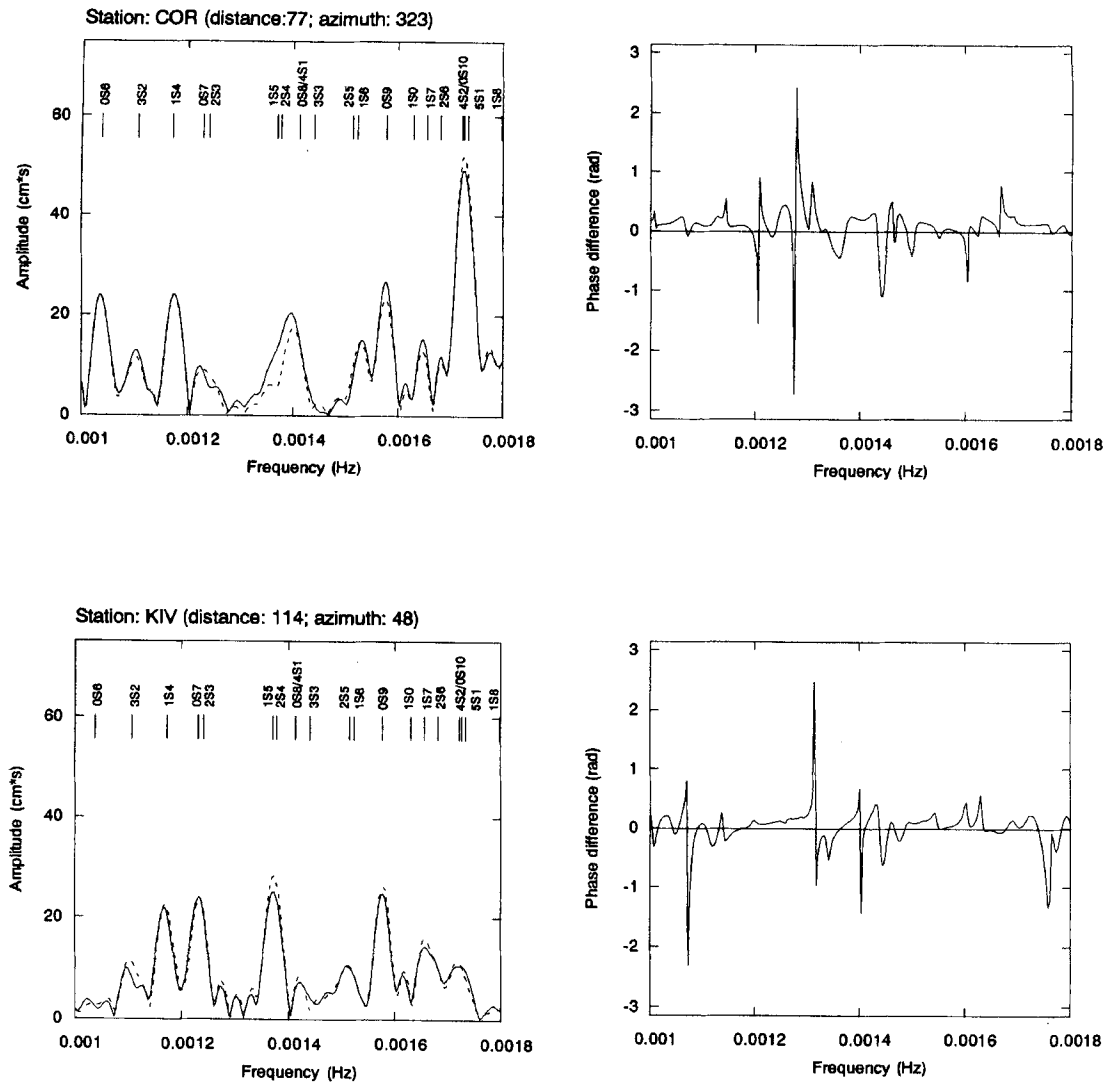 Station: COR (distance:77; azimuth: 323)
Amplitude (cm*s)
60
40
20
0
0S6
3S2
1S4
0S7
2S3
1S5
2S4
0S8/4S1
3S3
2S5
1S6
0S9
1S0
1S7
2S6
4S2/0S10
5S1
1S8
0.001 0.0012 0.0014 0.0016 0.0018
Frequency (Hz)
Phase difference (rad)
3
2
1
0
-1
-2
-3
0.001 0.0012 0.0014 0.0016 0.0018
Frequency (Hz)
Station: KIV (distance: 114; azimuth: 48)
Amplitude (cm*s)
60
40
20
0
0S6
3S2
1S4
0S7
2S3
1S5
2S4
0S8/4S1
3S3
2S5
1S6
0S9
1S0
1S7
2S6
4S2/0S10
5S1
1S8
0.001 0.0012 0.0014 0.0016 0.0018
Frequency (Hz)
Phase difference (rad)
3
2
1
0
-1
-2
-3
0.001 0.0012 0.0014 0.0016 0.0018
Frequency (Hz)